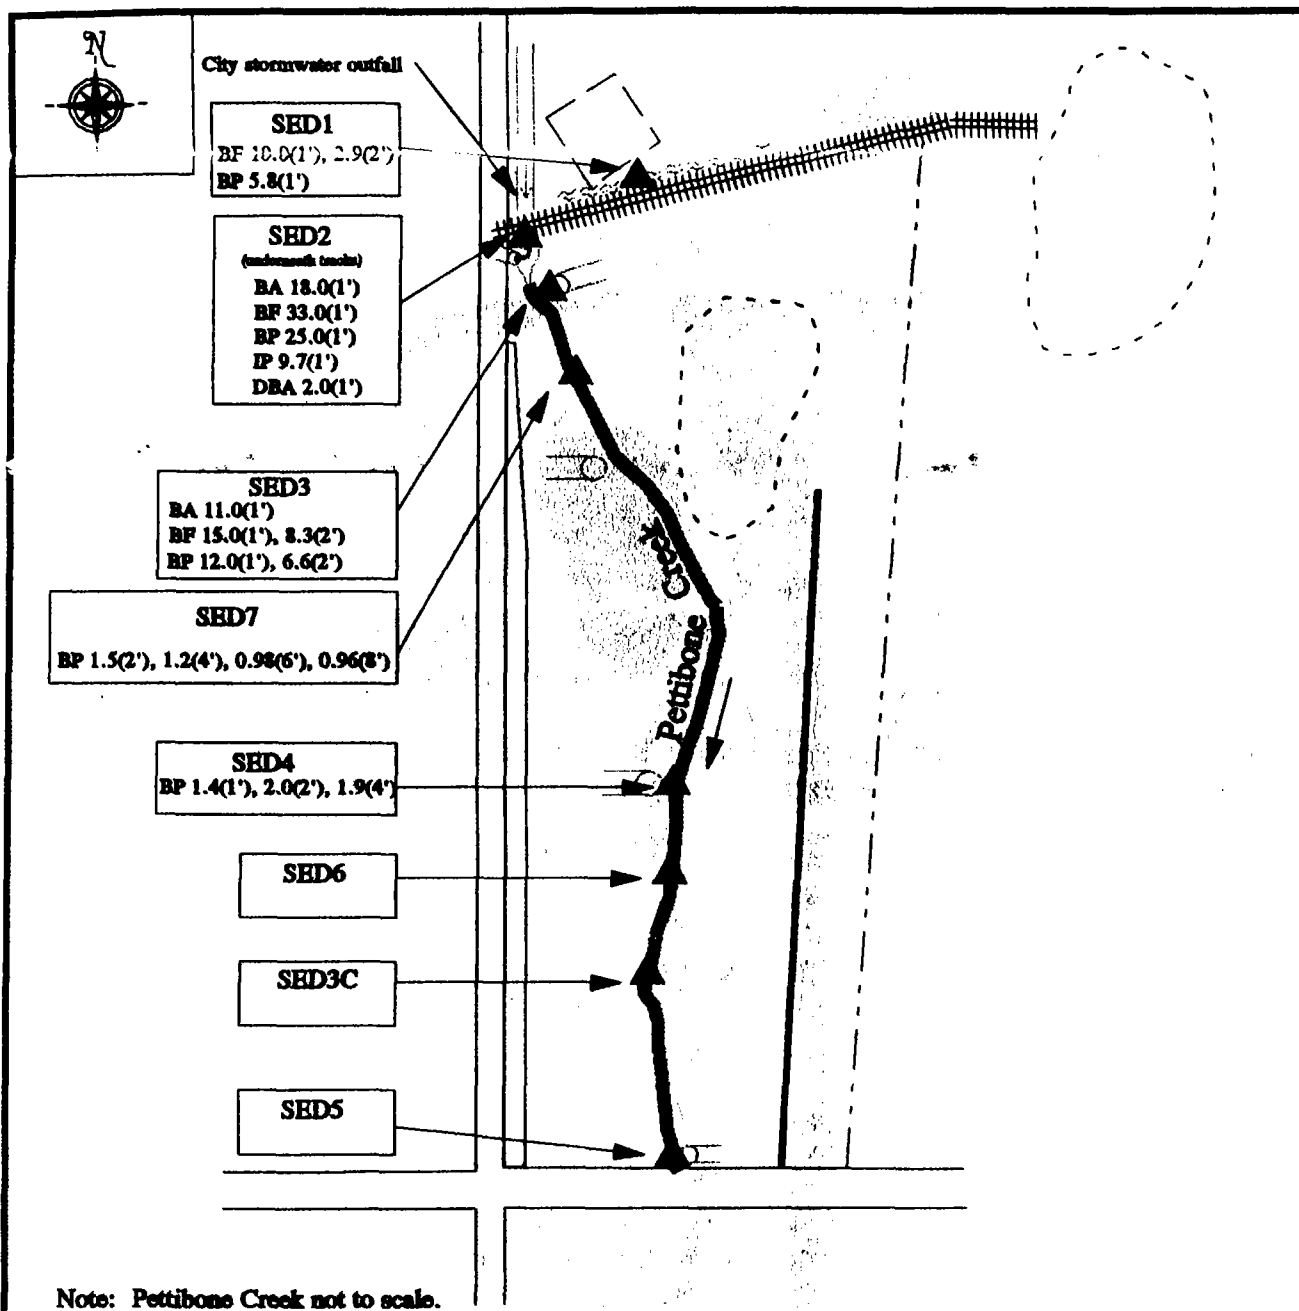 N
City stormwater outfall
SED1
BF 10.0(1'), 2.9(2')
BP 5.8(1')
SED2
(underneath tracks)
BA 18.0(1')
BF 33.0(1')
BP 25.0(1')
IP 9.7(1')
DBA 2.0(1')
SED3
BA 11.0(1')
BF 15.0(1'), 8.3(2')
BP 12.0(1'), 6.6(2')
SED7
BP 1.5(2'), 1.2(4'), 0.98(6'), 0.96(8')
Pettibone Creek
SED4
BP 1.4(1'), 2.0(2'), 1.9(4')
SED6
SED3C
SED5
Note: Pettibone Creek not to scale.